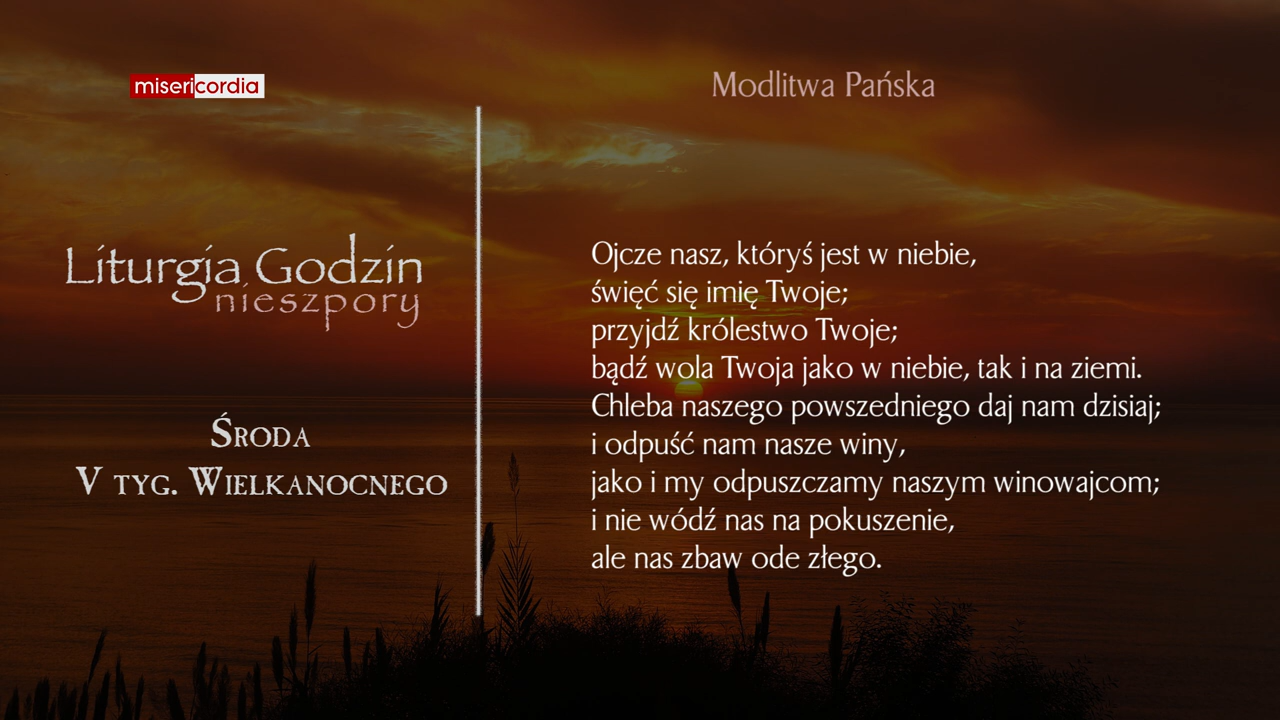 misericordia
Liturgia Godzin
nieszpory
Środa
V tyg. Wielkanocnego
Modlitwa Pańska
Ojcze nasz, któryś jest w niebie,
święć się imię Twoje;
przyjdź królestwo Twoje;
bądź wola Twoja jako w niebie, tak i na ziemi.
Chleba naszego powszedniego daj nam dzisiaj;
i odpuść nam nasze winy,
jako i my odpuszczamy naszym winowajcom;
i nie wódź nas na pokuszenie,
ale nas zbaw ode złego.